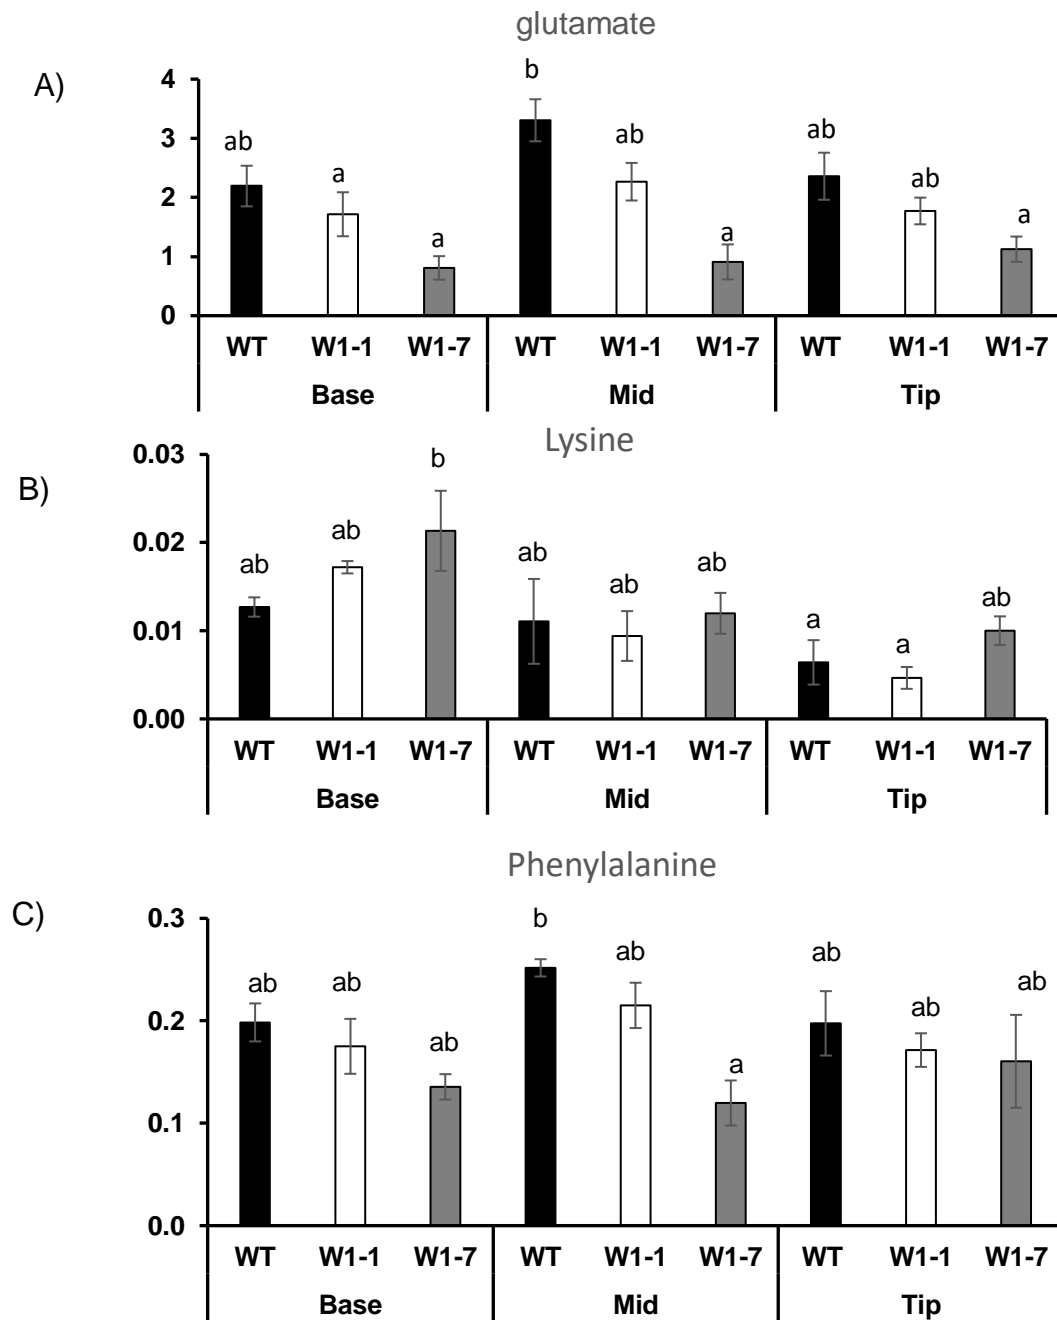 glutamate
A)
4
3
2
1
0
ab
a
a
b
ab
a
ab
ab
a
WT W1-1 W1-7 WT W1-1 W1-7 WT W1-1 W1-7
Base Mid Tip
Lysine
B)
0.03
0.02
0.01
0.00
ab
ab
b
ab
ab
ab
a
a
ab
WT W1-1 W1-7 WT W1-1 W1-7 WT W1-1 W1-7
Base Mid Tip
Phenylalanine
C)
0.3
0.2
0.1
0.0
ab
ab
ab
b
ab
a
ab
ab
ab
WT W1-1 W1-7 WT W1-1 W1-7 WT W1-1 W1-7
Base Mid Tip